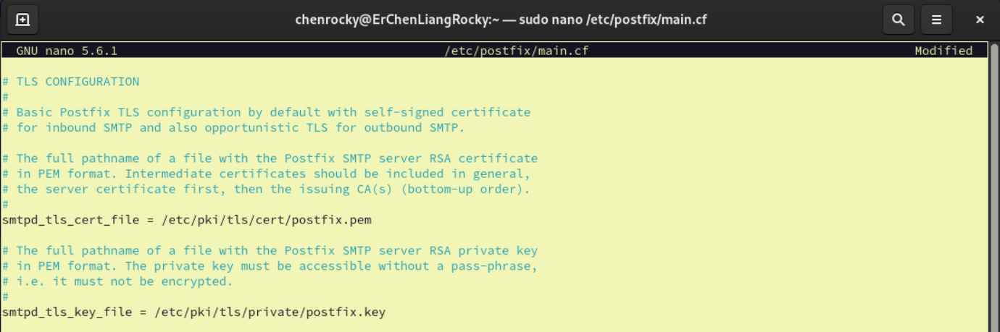 chenrocky@ErChenLiangRocky:~ — sudo nano /etc/postfix/main.cf
GNU nano 5.6.1 /etc/postfix/main.cf Modified
# TLS CONFIGURATION
#
# Basic Postfix TLS configuration by default with self-signed certificate
# for inbound SMTP and also opportunistic TLS for outbound SMTP.
# The full pathname of a file with the Postfix SMTP server RSA certificate
# in PEM format. Intermediate certificates should be included in general,
# the server certificate first, then the issuing CA(s) (bottom-up order).
#
smtpd_tls_cert_file = /etc/pki/tls/cert/postfix.pem
# The full pathname of a file with the Postfix SMTP server RSA private key
# in PEM format. The private key must be accessible without a pass-phrase,
# i.e. it must not be encrypted.
#
smtpd_tls_key_file = /etc/pki/tls/private/postfix.key